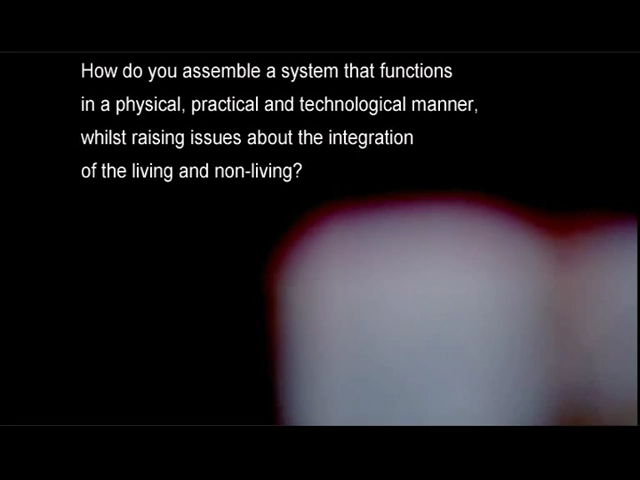 How do you assemble a system that functions
in a physical, practical and technological manner,
whilst raising issues about the integration
of the living and non-living?